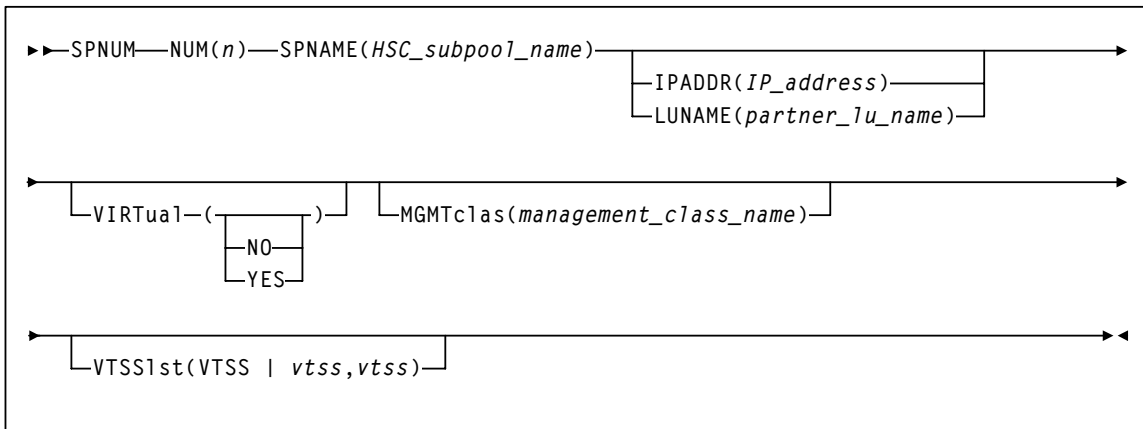 SPNUM NUM(n) SPNAME(HSC_subpool_name)
IPADDR(IP_address)
LUNAME(partner_lu_name)
VIRTual ( ) MGMTclas(management_class_name)
NO
YES
VTSSlst(VTSS | vtss,vtss)